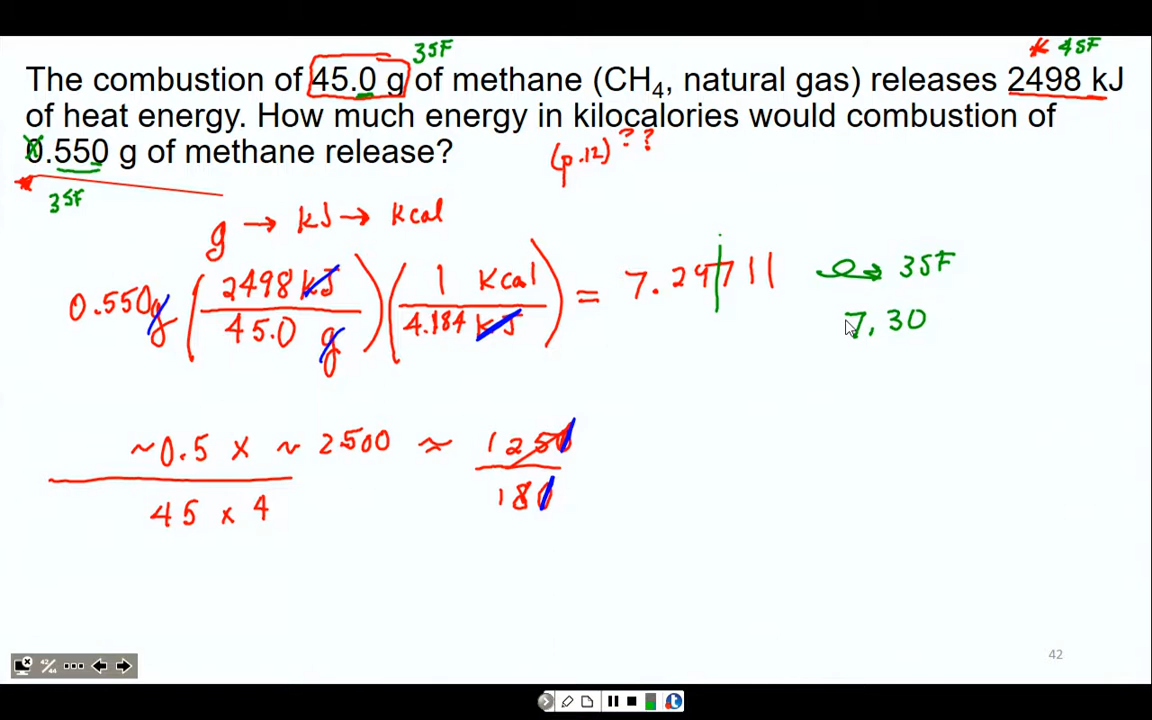 3SF
4SF
The combustion of 45.0 g of methane (CH4, natural gas) releases 2498 kJ
of heat energy. How much energy in kilocalories would combustion of
0.550 g of methane release?
(p.12) ??
3SF
g → kJ → Kcal
0.550g (2498 kJ / 45.0 g) (1 Kcal / 4.184 kJ) = 7.29711 → 3SF
7.30
~0.5 x ~ 2500 ≈ 1250
45 x 4 180
42